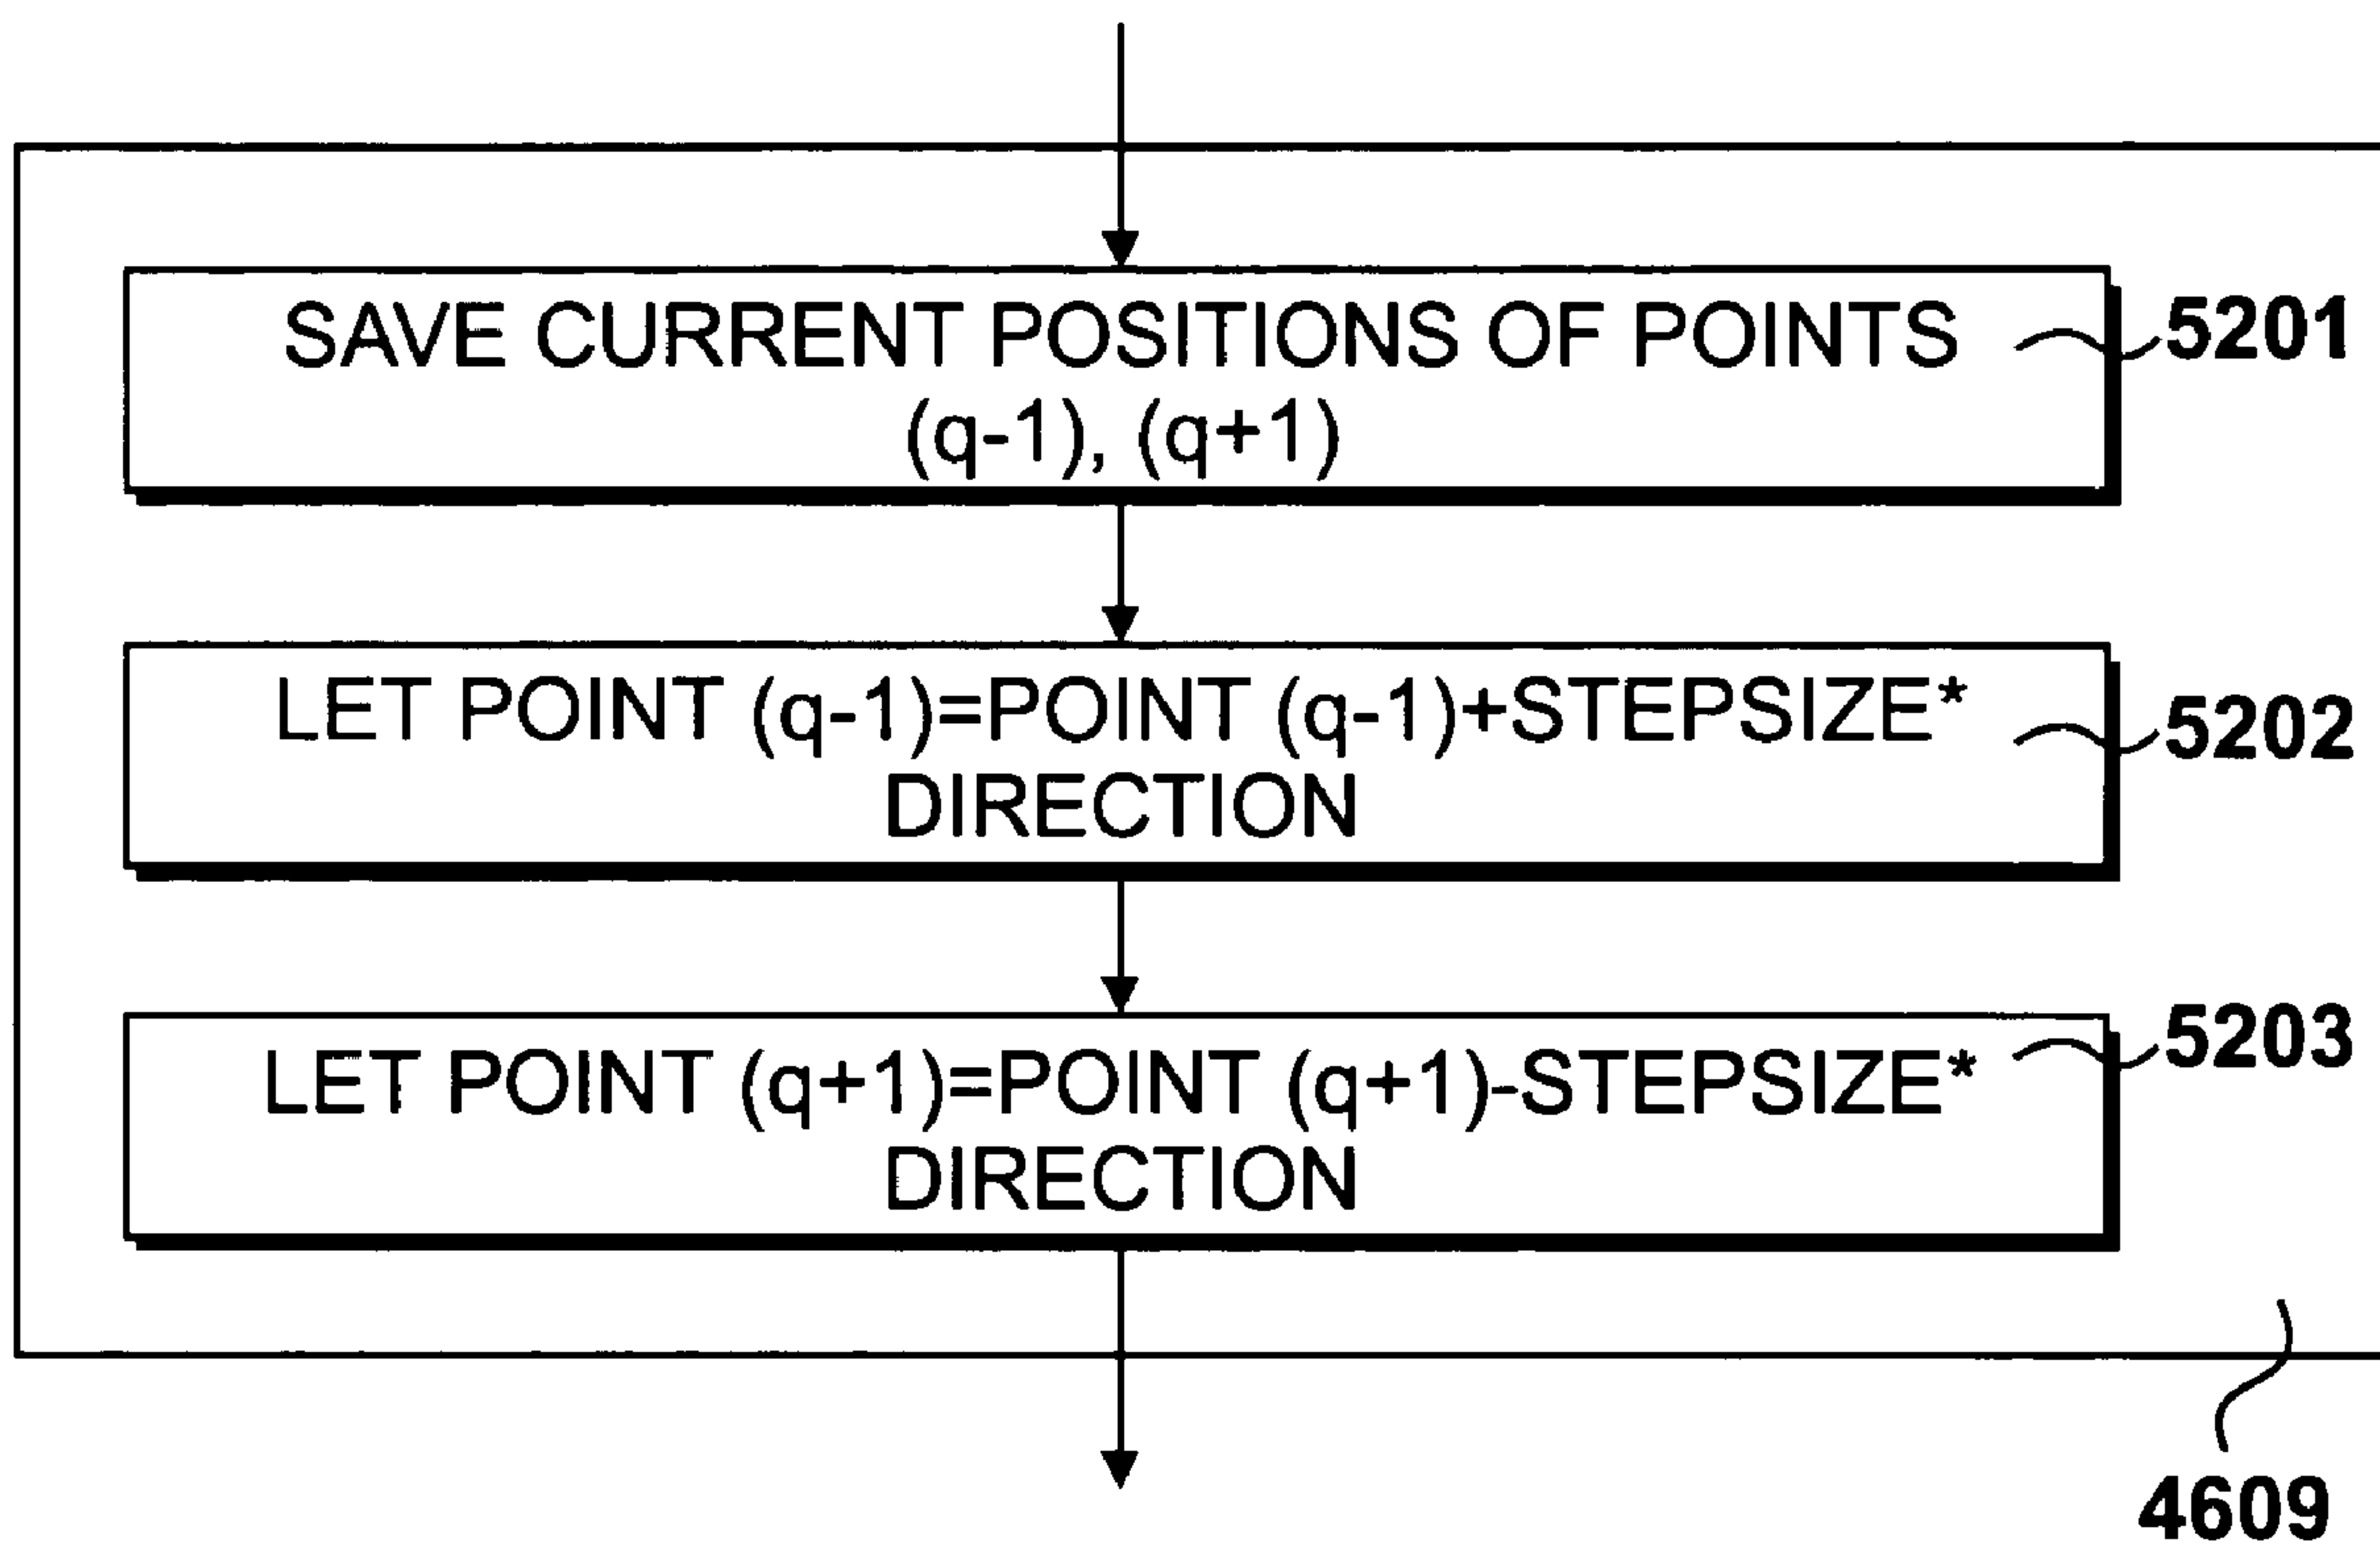 SAVE CURRENT POSITIONS OF POINTS
(q-1), (q+1)
5201
LET POINT (q-1)=POINT (q-1)+STEPSIZE*
DIRECTION
5202
LET POINT (q+1)=POINT (q+1)-STEPSIZE*
DIRECTION
5203
4609